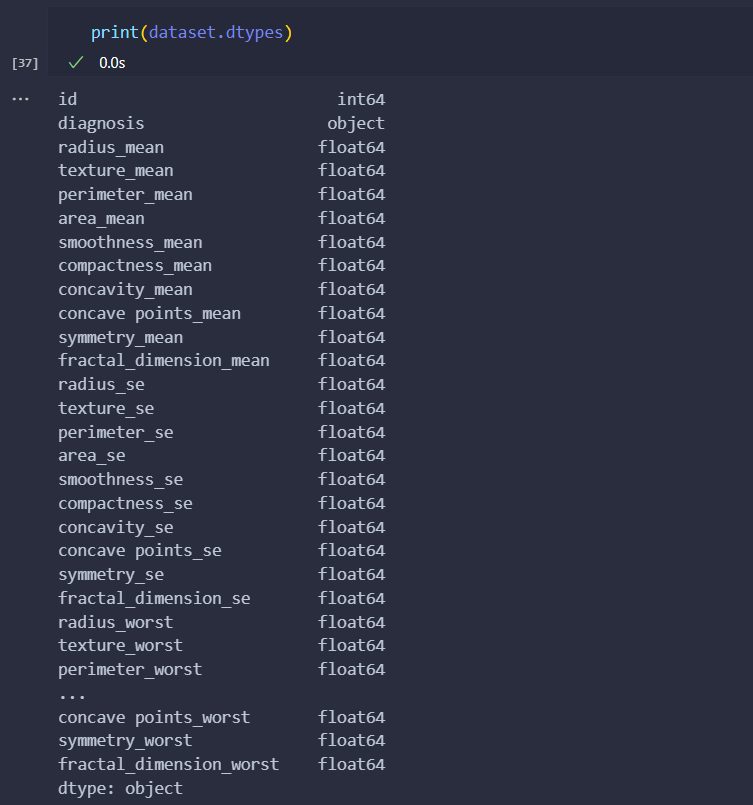 print(dataset.dtypes)
[37] ✓ 0.0s
... id int64
diagnosis object
radius_mean float64
texture_mean float64
perimeter_mean float64
area_mean float64
smoothness_mean float64
compactness_mean float64
concavity_mean float64
concave points_mean float64
symmetry_mean float64
fractal_dimension_mean float64
radius_se float64
texture_se float64
perimeter_se float64
area_se float64
smoothness_se float64
compactness_se float64
concavity_se float64
concave points_se float64
symmetry_se float64
fractal_dimension_se float64
radius_worst float64
texture_worst float64
perimeter_worst float64
...
concave points_worst float64
symmetry_worst float64
fractal_dimension_worst float64
dtype: object